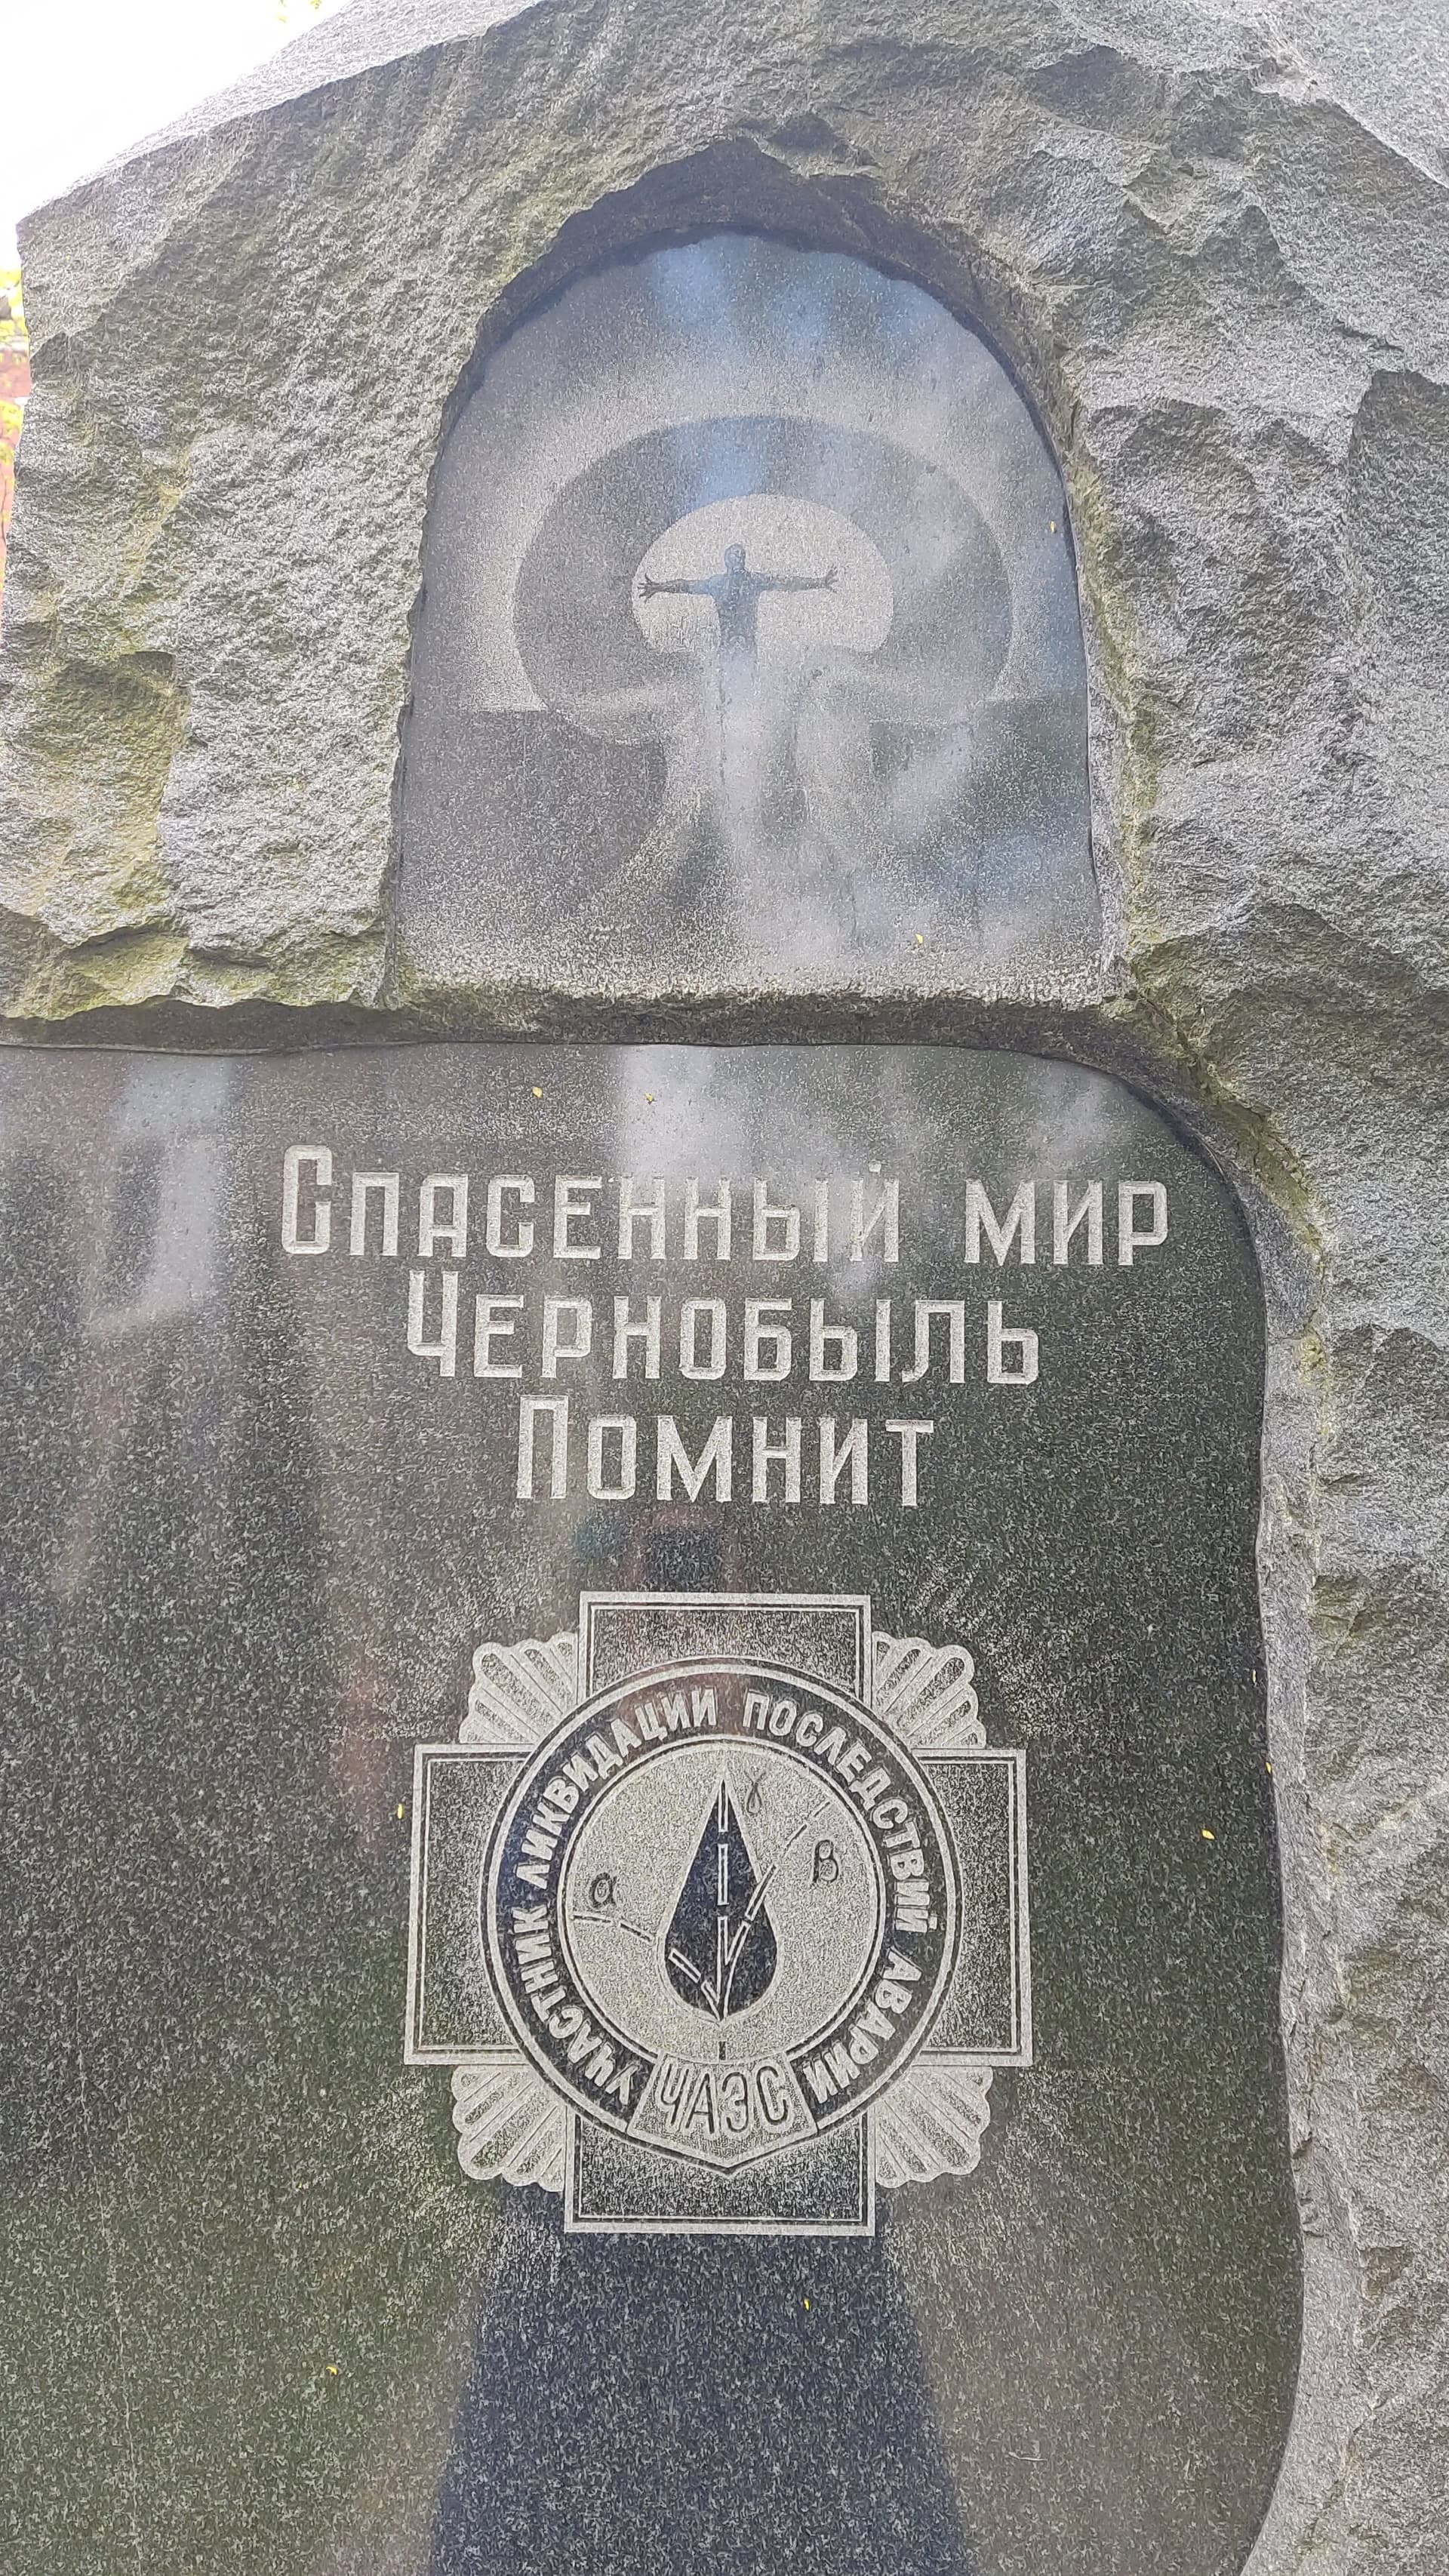 Спасенный мир
Чернобыль
Помнит
УЧАСТНИК ЛИКВИДАЦИИ ПОСЛЕДСТВИЙ АВАРИИ
γ
β
α
ЧАЭС